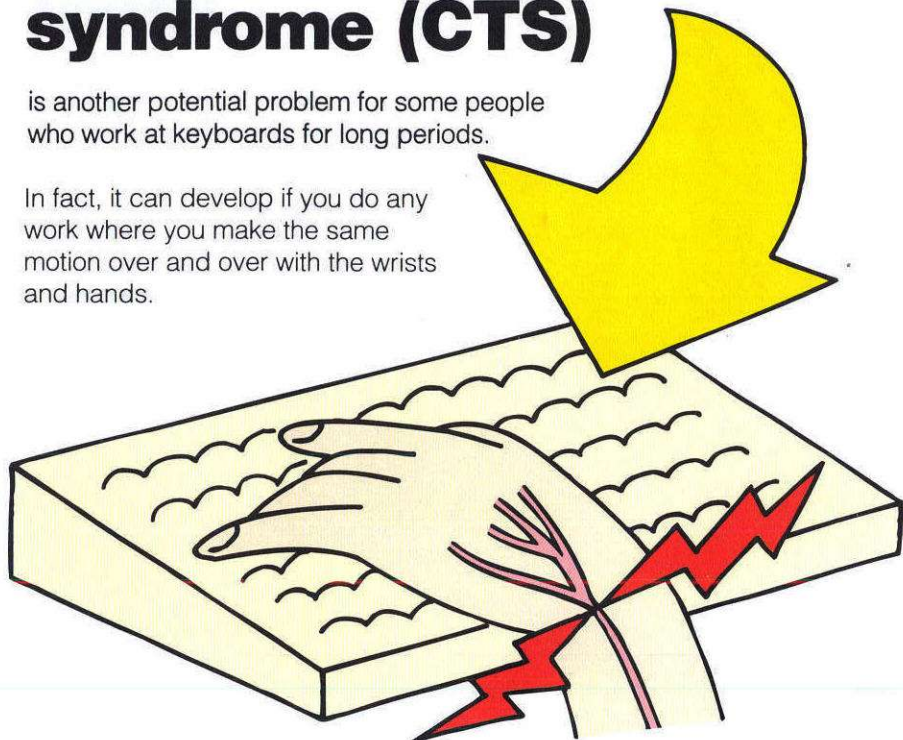 syndrome (CTS)
is another potential problem for some people
who work at keyboards for long periods.
In fact, it can develop if you do any
work where you make the same
motion over and over with the wrists
and hands.